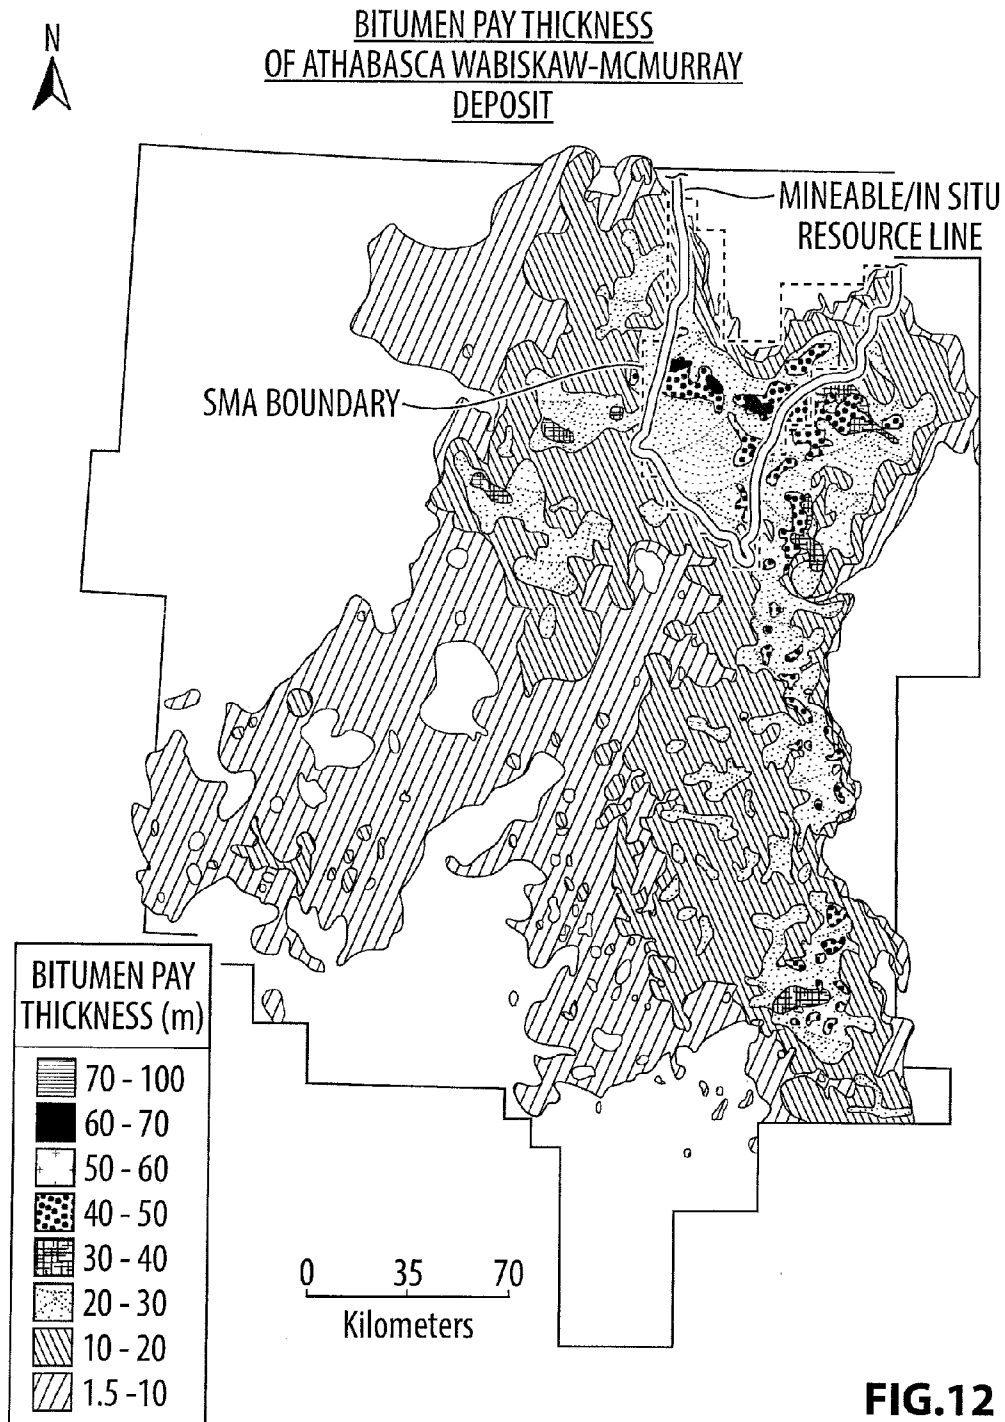 BITUMEN PAY THICKNESS
OF ATHABASCA WABISKAW-MCMURRAY
DEPOSIT
N
MINEABLE/IN SITU
RESOURCE LINE
SMA BOUNDARY
BITUMEN PAY
THICKNESS (m)
70 - 100
60 - 70
50 - 60
40 - 50
30 - 40
20 - 30
10 - 20
1.5 -10
0 35 70
Kilometers
FIG.12